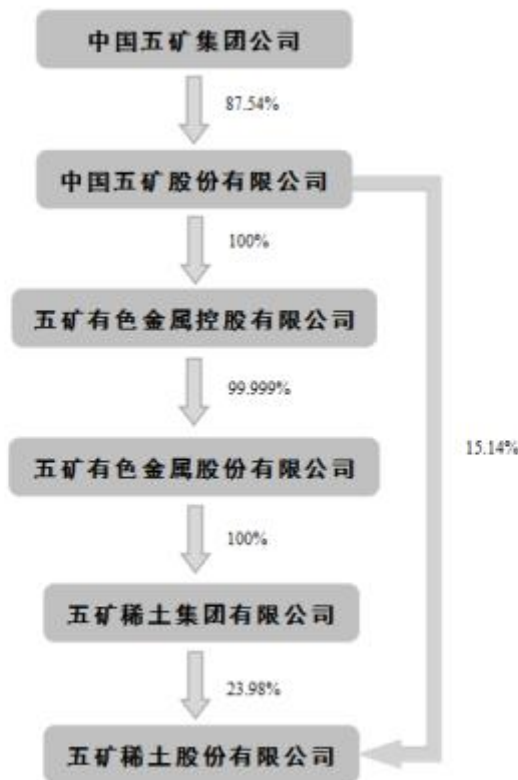 中国五矿集团公司
87.54%
中国五矿股份有限公司
100%
五矿有色金属控股有限公司
99.999%
15.14%
五矿有色金属股份有限公司
100%
五矿稀土集团有限公司
23.98%
五矿稀土股份有限公司